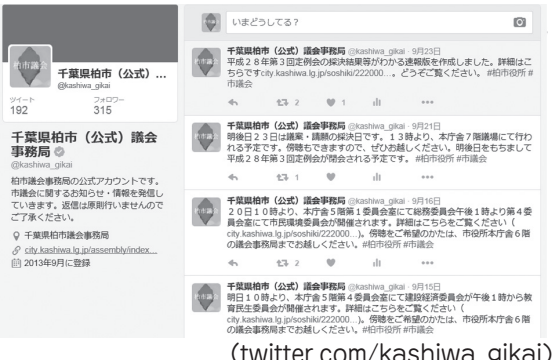 柏市議会
千葉県柏市（公式）...
@kashiwa_gikai
ツイート
フォロワー
192
315
千葉県柏市（公式）議会
事務局
@kashiwa_gikai
柏市議会事務局の公式アカウントです。
市議会に関するお知らせ・情報を発信し
ていきます。返信は原則行いませんので
ご了承ください。
千葉県柏市議会事務局
city.kashiwa.lg.jp/assembly/index...
2013年9月に登録
いまどうしてる？
千葉県柏市（公式）議会事務局 @kashiwa_gikai · 9月23日
平成２８年第３回定例会の採決結果等がわかる速報版を作成しました。詳細はこ
ちらですcity.kashiwa.lg.jp/soshiki/222000...。どうぞご覧ください。#柏市役所 #
市議会
2
1
千葉県柏市（公式）議会事務局 @kashiwa_gikai · 9月21日
明後日２３日は議案・請願の採決日です。１３時より、本庁舎７階議場にて行わ
れる予定です。傍聴もできますので、ぜひお越しください。明後日をもちまして
平成２８年第３回定例会が閉会される予定です。 #柏市役所 #市議会
1
千葉県柏市（公式）議会事務局 @kashiwa_gikai · 9月16日
２０日１０時より、本庁舎５階第１委員会室にて総務委員会午後１時より第４委
員会室にて市民環境委員会が開催されます。詳細はこちらをご覧ください（
city.kashiwa.lg.jp/soshiki/222000...)。傍聴をご希望のかたは、市役所本庁舎６階
の議会事務局までお越しください。#柏市役所 #市議会
2
千葉県柏市（公式）議会事務局 @kashiwa_gikai · 9月15日
明日１０時より、本庁舎５階第４委員会室にて建設経済委員会が午後１時から教
育民生委員会が開催されます。詳細はこちらをご覧ください（
city.kashiwa.lg.jp/soshiki/222000...)。傍聴をご希望のかたは、市役所本庁舎６階
の議会事務局までお越しください。#柏市役所 #市議会
(twitter.com/kashiwa_gikai)